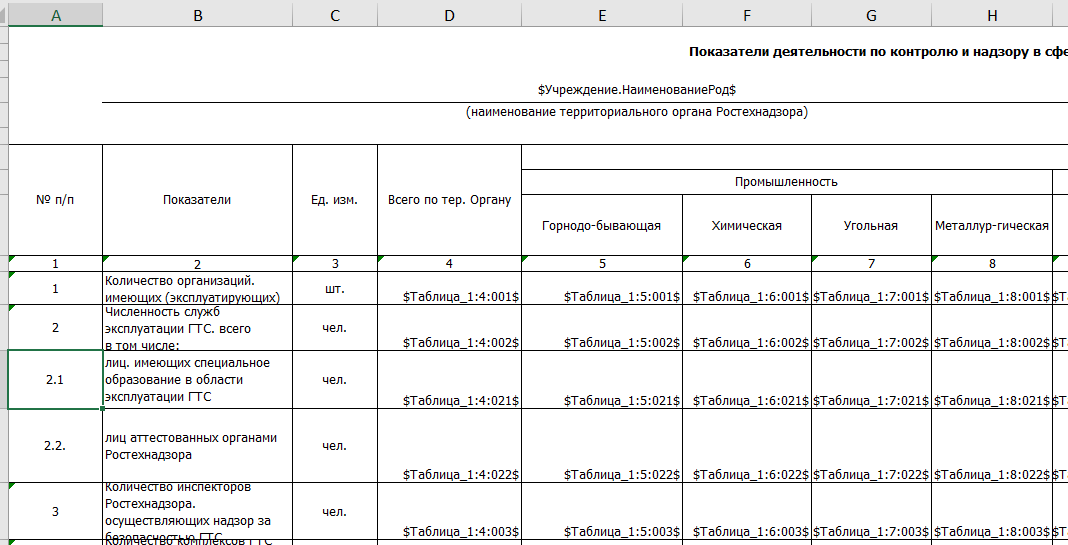 A B C D E F G H
Показатели деятельности по контролю и надзору в сфе
$Учреждение.НаименованиеРод$
(наименование территориального органа Ростехнадзора)
№ п/п Показатели Ед. изм. Всего по тер. Органу
Промышленность
Горнодо-бывающая Химическая Угольная Металлур-гическая
1 2 3 4 5 6 7 8
1 Количество организаций.
имеющих (эксплуатирующих) шт. $Таблица_1:4:001$ $Таблица_1:5:001$ $Таблица_1:6:001$ $Таблица_1:7:001$ $Таблица_1:8:001$ $Т
2 Численность служб
эксплуатации ГТС. всего
в том числе: чел. $Таблица_1:4:002$ $Таблица_1:5:002$ $Таблица_1:6:002$ $Таблица_1:7:002$ $Таблица_1:8:002$ $Т
2.1 лиц. имеющих специальное
образование в области
эксплуатации ГТС чел. $Таблица_1:4:021$ $Таблица_1:5:021$ $Таблица_1:6:021$ $Таблица_1:7:021$ $Таблица_1:8:021$ $Т
2.2. лиц аттестованных органами
Ростехнадзора чел. $Таблица_1:4:022$ $Таблица_1:5:022$ $Таблица_1:6:022$ $Таблица_1:7:022$ $Таблица_1:8:022$ $Т
3 Количество инспекторов
Ростехнадзора.
осуществляющих надзор за
безопасностью ГТС чел. $Таблица_1:4:003$ $Таблица_1:5:003$ $Таблица_1:6:003$ $Таблица_1:7:003$ $Таблица_1:8:003$ $Т
Количество комплексов ГТС